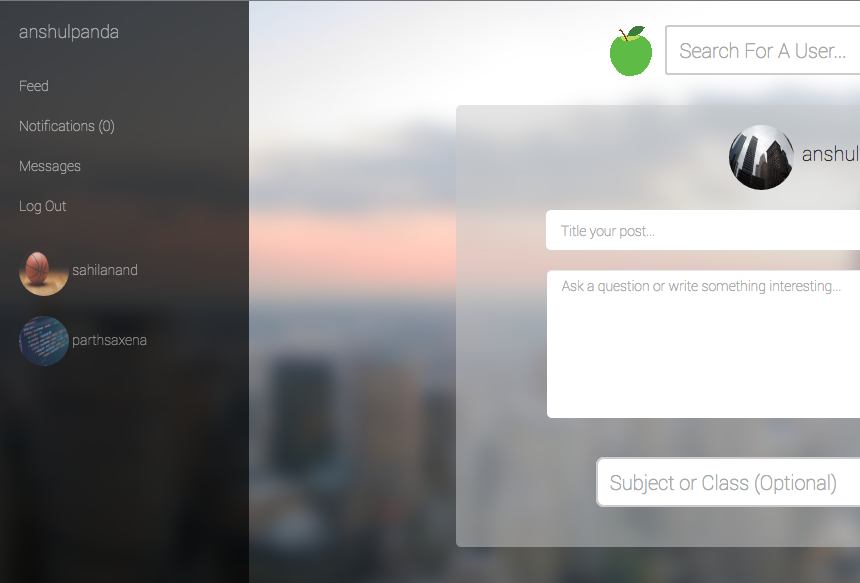 anshulpanda
Feed
Notifications (0)
Messages
Log Out
sahilanand
parthsaxena
Search For A User...
anshul
Title your post...
Ask a question or write something interesting...
Subject or Class (Optional)